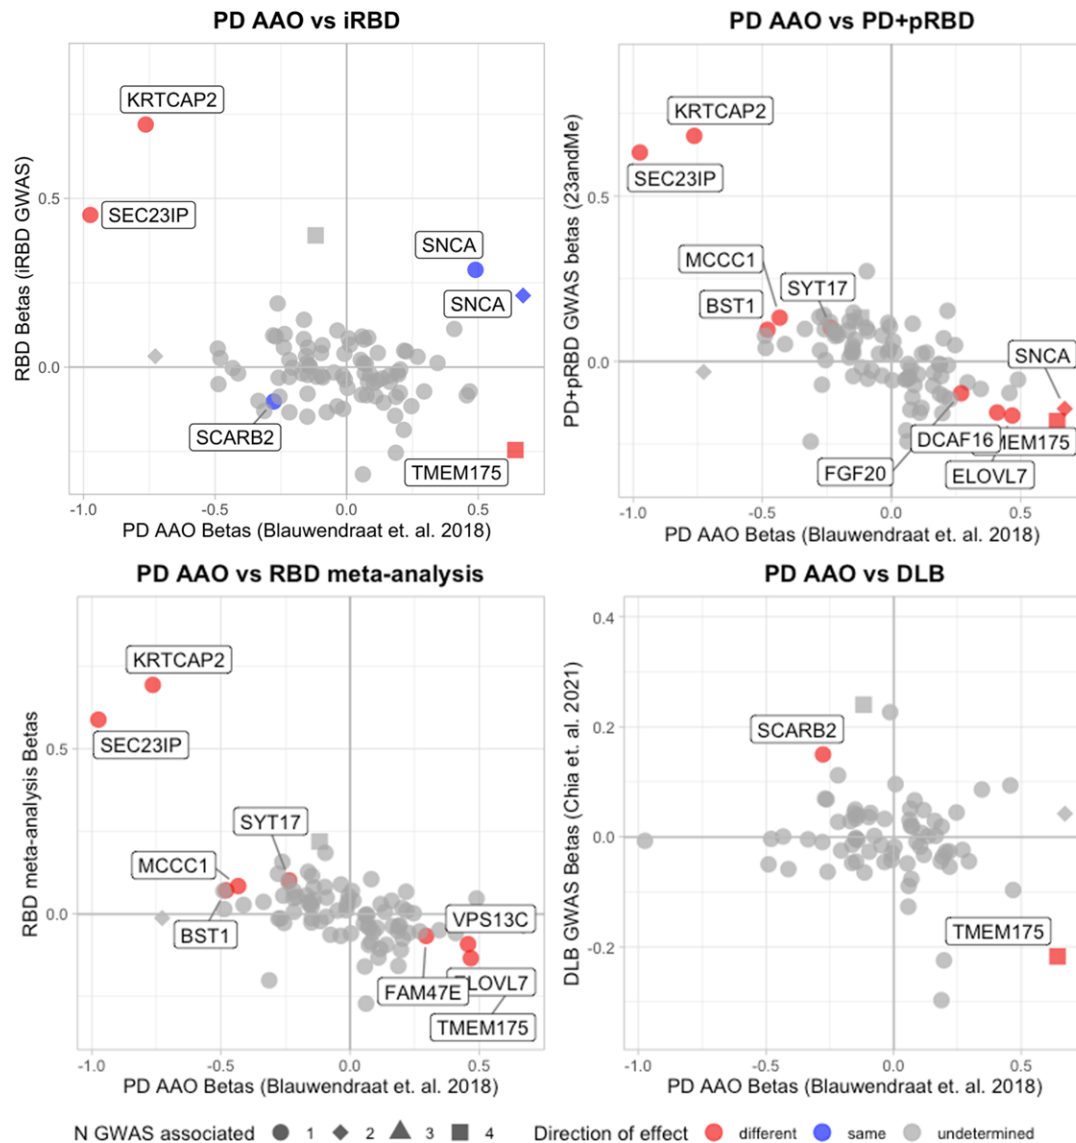 PD AAO vs iRBD
RBD Betas (iRBD GWAS)
0.5
0.0
KRTCAP2
SEC23IP
SNCA
SNCA
SCARB2
TMEM175
-1.0
-0.5
0.0
0.5
PD AAO Betas (Blauwendraat et. al. 2018)
PD AAO vs PD+pRBD
PD+pRBD GWAS betas (23andMe)
0.5
0.0
KRTCAP2
SEC23IP
MCCC1
SYT17
BST1
SNCA
DCAF16
MEM175
FGF20
ELOVL7
-1.0
-0.5
0.0
0.5
PD AAO Betas (Blauwendraat et. al. 2018)
PD AAO vs RBD meta-analysis
RBD meta-analysis Betas
0.5
0.0
KRTCAP2
SEC23IP
SYT17
MCCC1
BST1
VPS13C
LOVL7
FAM47E
TMEM175
-1.0
-0.5
0.0
0.5
PD AAO Betas (Blauwendraat et. al. 2018)
PD AAO vs DLB
DLB GWAS Betas (Chia et. al. 2021)
0.4
0.2
0.0
-0.2
SCARB2
TMEM175
-1.0
-0.5
0.0
0.5
PD AAO Betas (Blauwendraat et. al. 2018)
N GWAS associated 1 2 3 4 Direction of effect different same undetermined